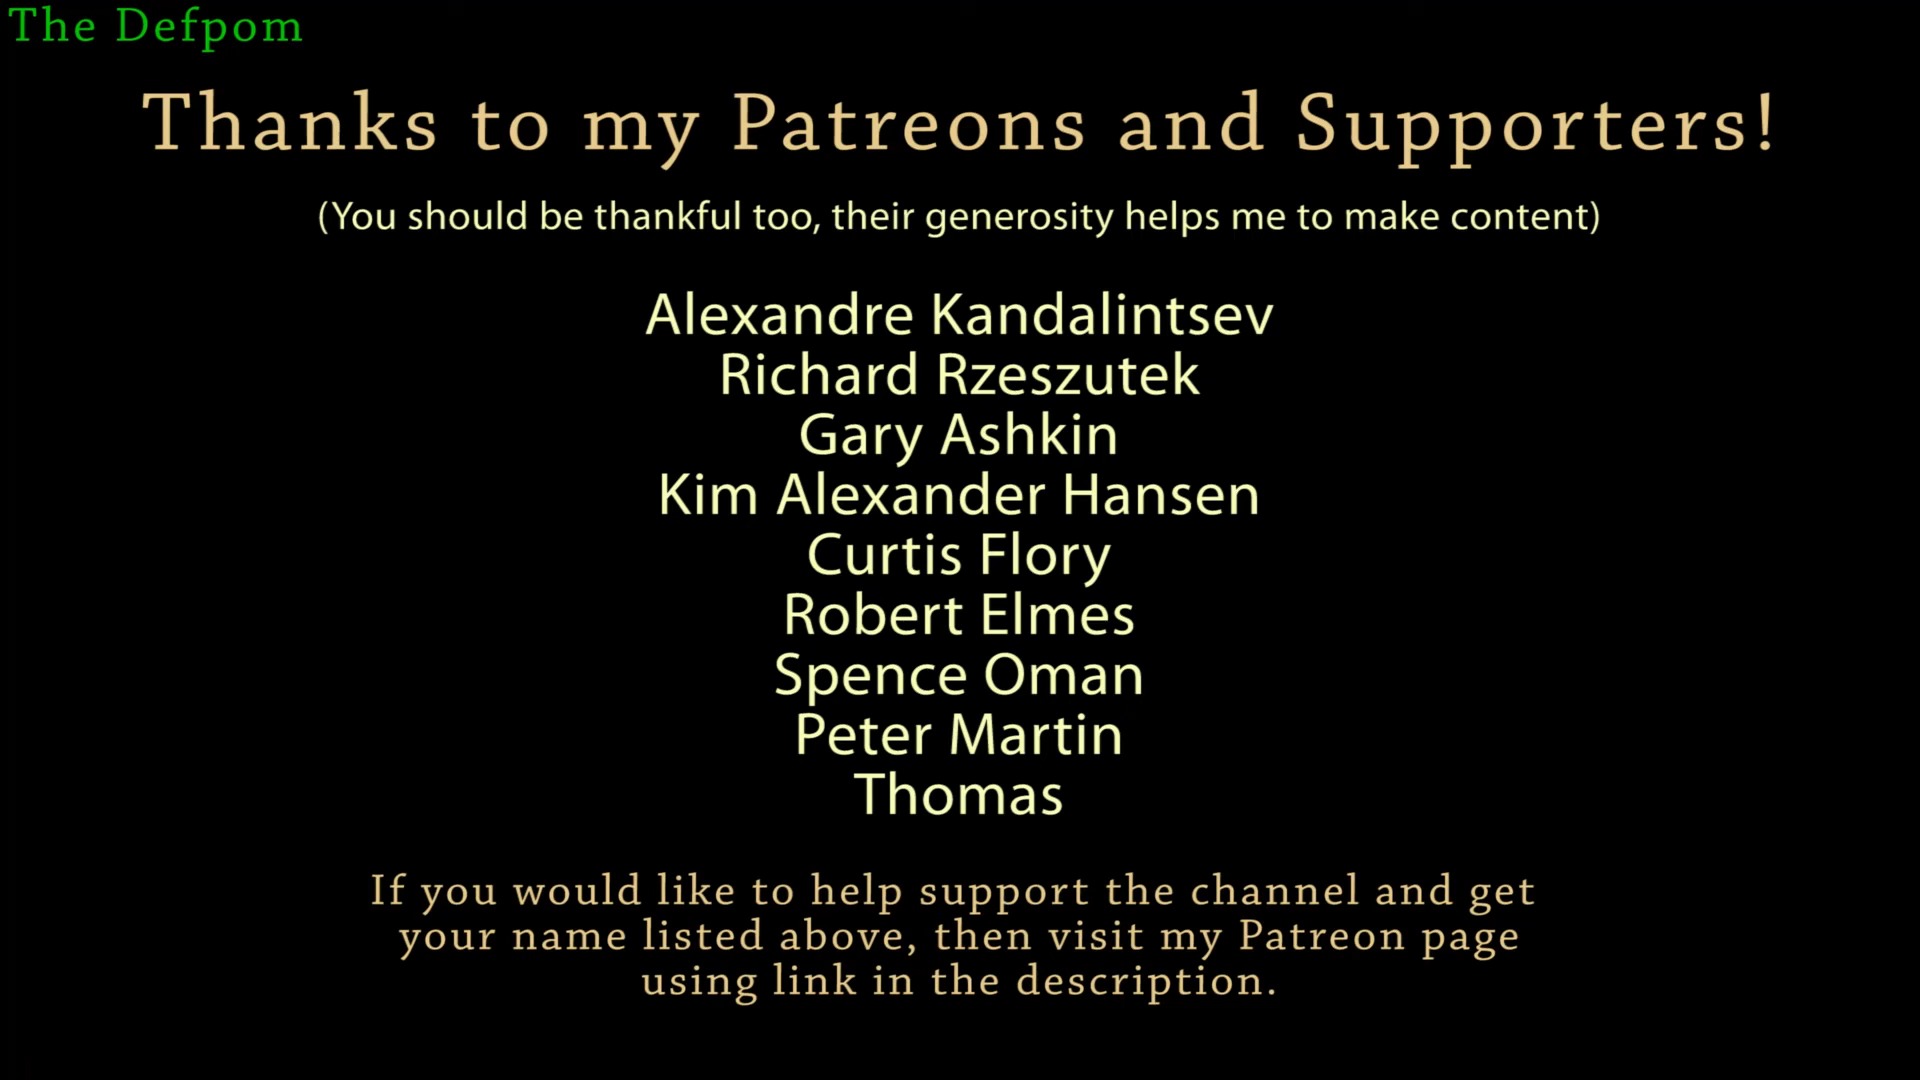 The Defpom
Thanks to my Patreons and Supporters!
(You should be thankful too, their generosity helps me to make content)
Alexandre Kandalintsev
Richard Rzeszutek
Gary Ashkin
Kim Alexander Hansen
Curtis Flory
Robert Elmes
Spence Oman
Peter Martin
Thomas
If you would like to help support the channel and get
your name listed above, then visit my Patreon page
using link in the description.